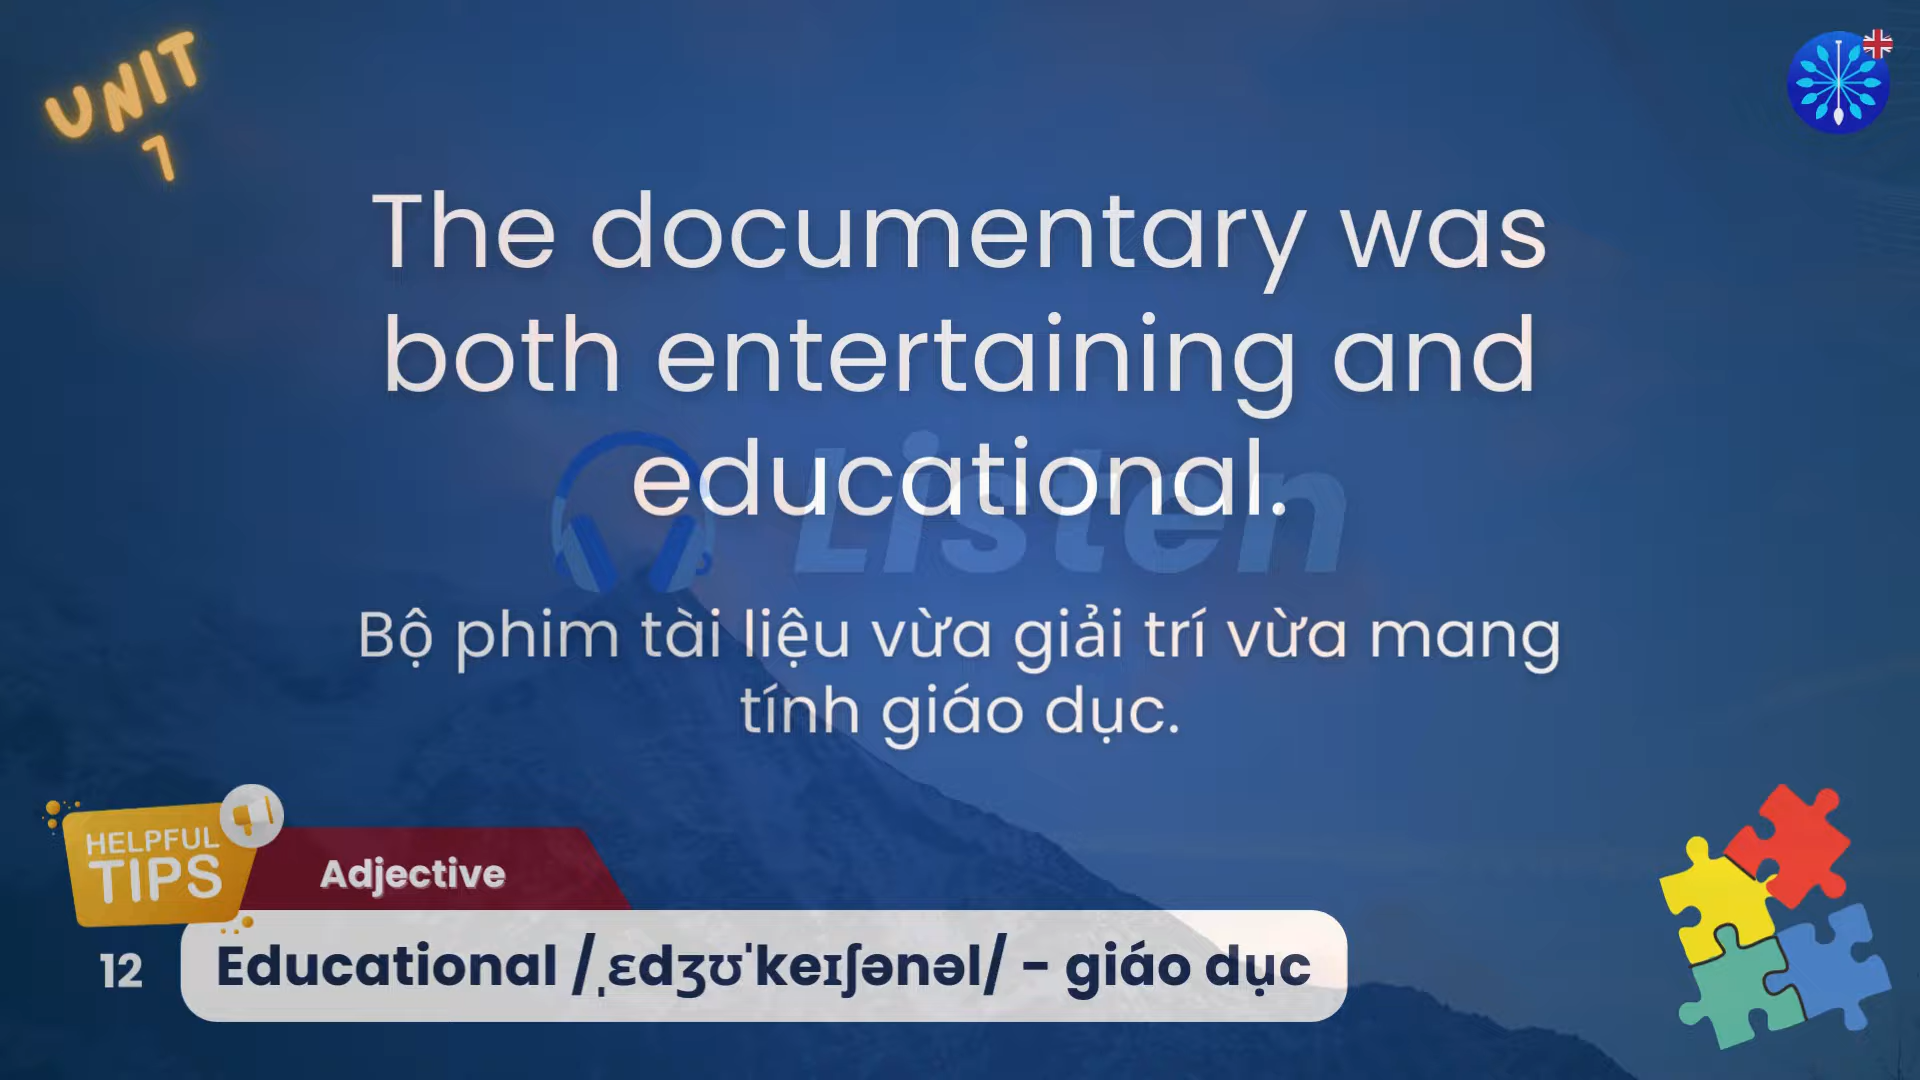 UNIT
7
The documentary was
both entertaining and
educational.
Listen
Bộ phim tài liệu vừa giải trí vừa mang
tính giáo dục.
HELPFUL
TIPS
Adjective
12
Educational /ˌɛdʒʊˈkeɪʃənəl/ - giáo dục